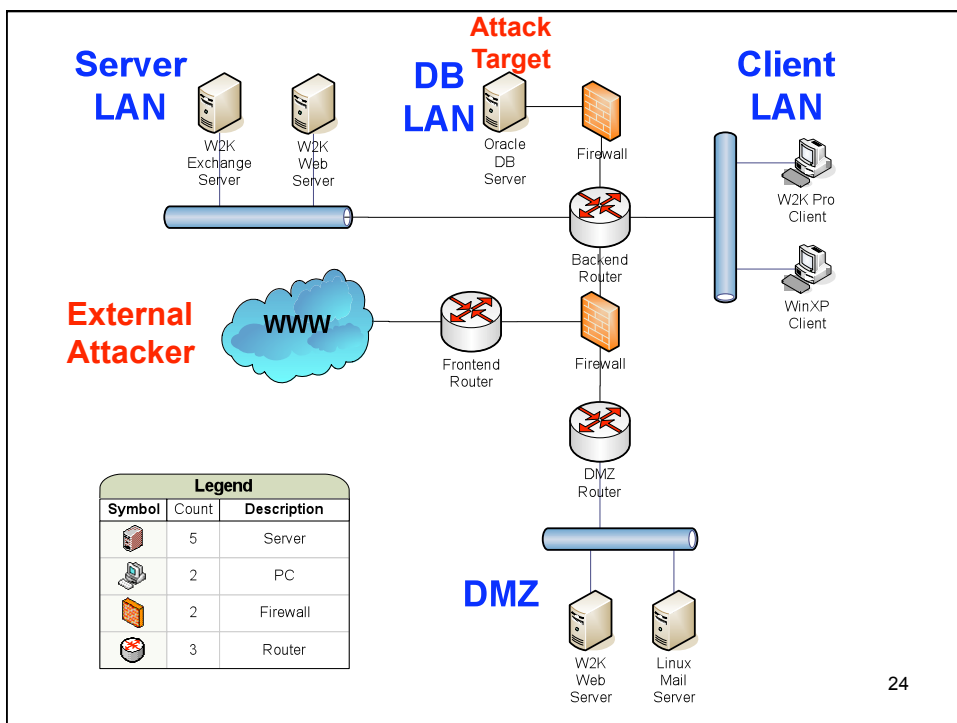 Attack
Target
Server
LAN
DB
LAN
Client
LAN
W2K
Exchange
Server
W2K
Web
Server
Oracle
DB
Server
Firewall
W2K Pro
Client
Backend
Router
WinXP
Client
External
Attacker
WWW
Frontend
Router
Firewall
DMZ
Router
Legend
Symbol Count Description
5 Server
2 PC
2 Firewall
3 Router
DMZ
W2K
Web
Server
Linux
Mail
Server
24